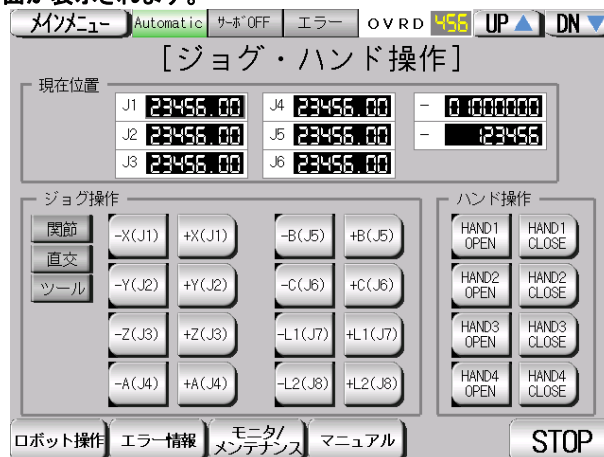 面が表示されます。
メインメニュー Automatic サーボOFF エラー OVRD 456 UP▲ DN▼
[ジョグ・ハンド操作]
現在位置
J1 23456.00 J4 23456.00 - 01000000
J2 23456.00 J5 23456.00 - 123456
J3 23456.00 J6 23456.00
ジョグ操作
関節
直交
ツール
-X(J1) +X(J1) -B(J5) +B(J5)
-Y(J2) +Y(J2) -C(J6) +C(J6)
-Z(J3) +Z(J3) -L1(J7) +L1(J7)
-A(J4) +A(J4) -L2(J8) +L2(J8)
ハンド操作
HAND1 OPEN HAND1 CLOSE
HAND2 OPEN HAND2 CLOSE
HAND3 OPEN HAND3 CLOSE
HAND4 OPEN HAND4 CLOSE
ロボット操作 エラー情報 モニタ/メンテナンス マニュアル STOP